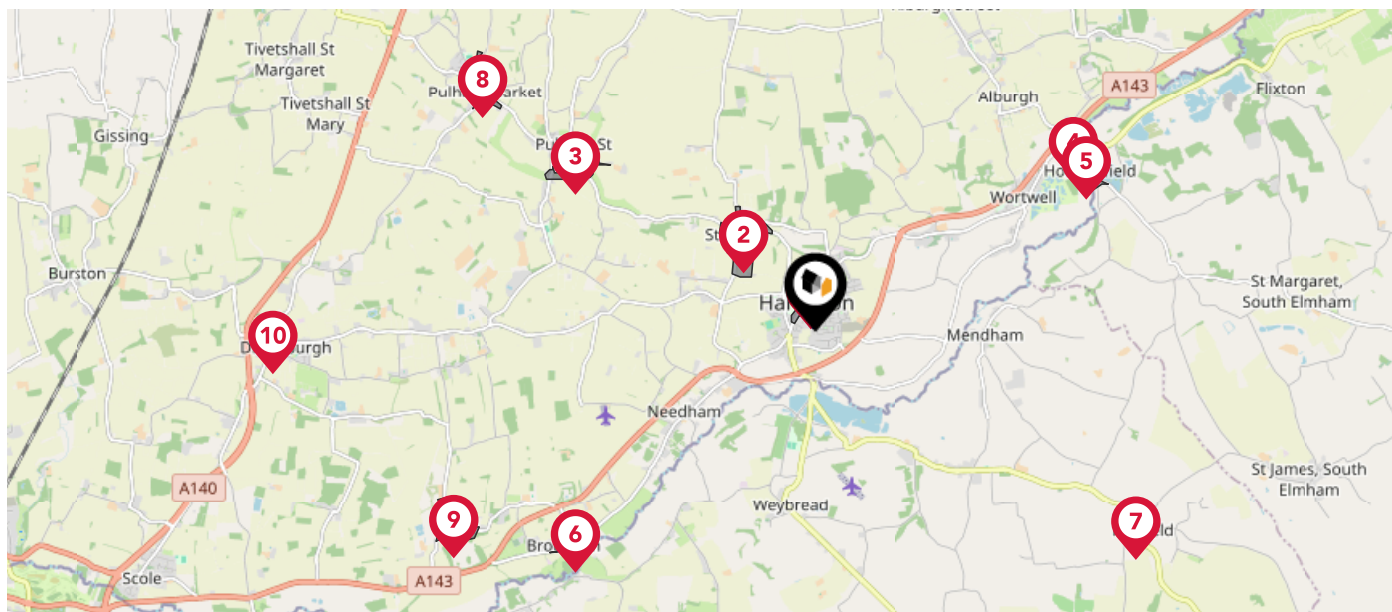 Tivetshall St
Margaret
8
Tivetshall St
Mary
Gissing
3
A143
Alburgh
Flixton
4
5
Wortwell
2
Burston
St Margaret,
South Elmham
10
Mendham
Needham
A140
St James, South
Elmham
Weybread
9
6
7
Scole
A143